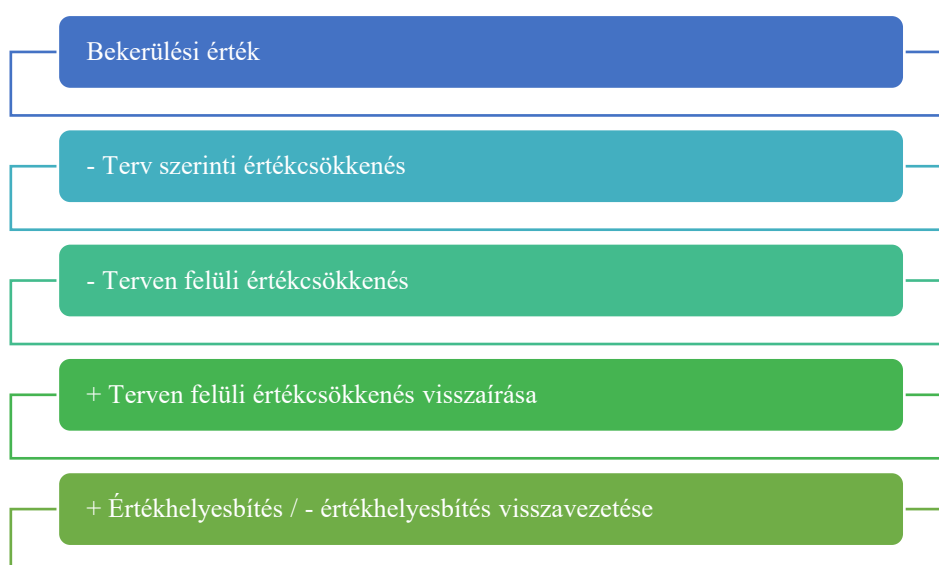 Bekerülési érték
- Terv szerinti értékcsökkenés
- Terven felüli értékcsökkenés
+ Terven felüli értékcsökkenés visszaírása
+ Értékhelyesbítés / - értékhelyesbítés visszavezetése